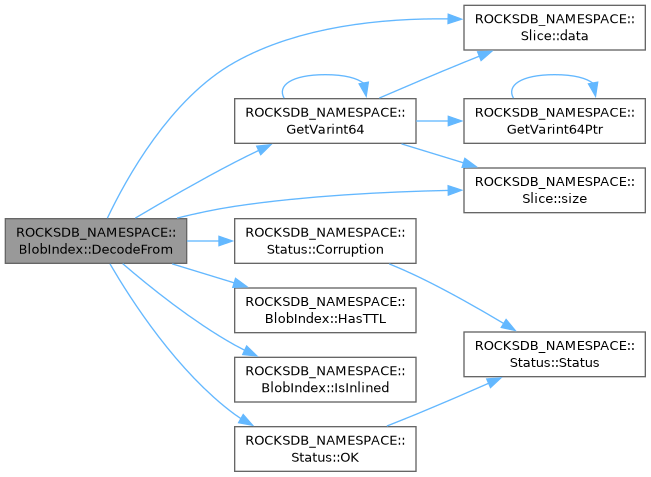 ROCKSDB_NAMESPACE::
BlobIndex::DecodeFrom
ROCKSDB_NAMESPACE::
Slice::data
ROCKSDB_NAMESPACE::
GetVarint64
ROCKSDB_NAMESPACE::
GetVarint64Ptr
ROCKSDB_NAMESPACE::
Slice::size
ROCKSDB_NAMESPACE::
Status::Corruption
ROCKSDB_NAMESPACE::
BlobIndex::HasTTL
ROCKSDB_NAMESPACE::
Status::Status
ROCKSDB_NAMESPACE::
BlobIndex::IsInlined
ROCKSDB_NAMESPACE::
Status::OK